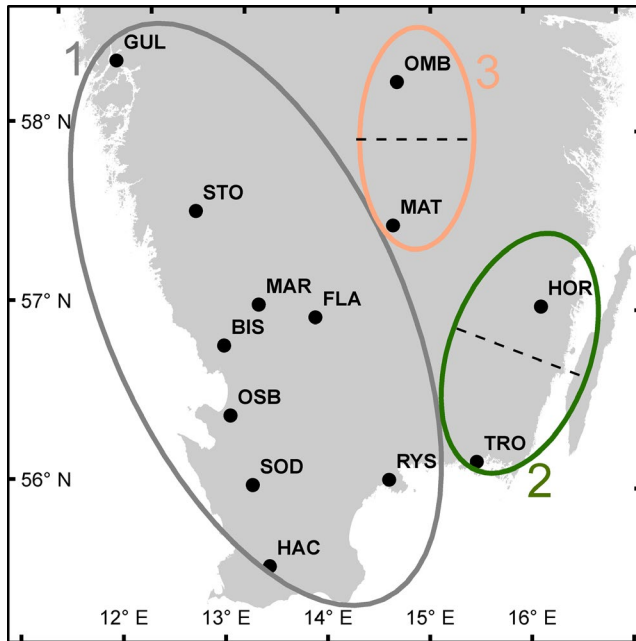 1
GUL
OMB
3
58° N
STO
MAT
57° N
MAR
FLA
HOR
BIS
OSB
TRO
SOD
RYS
2
56° N
HAC
12° E
13° E
14° E
15° E
16° E